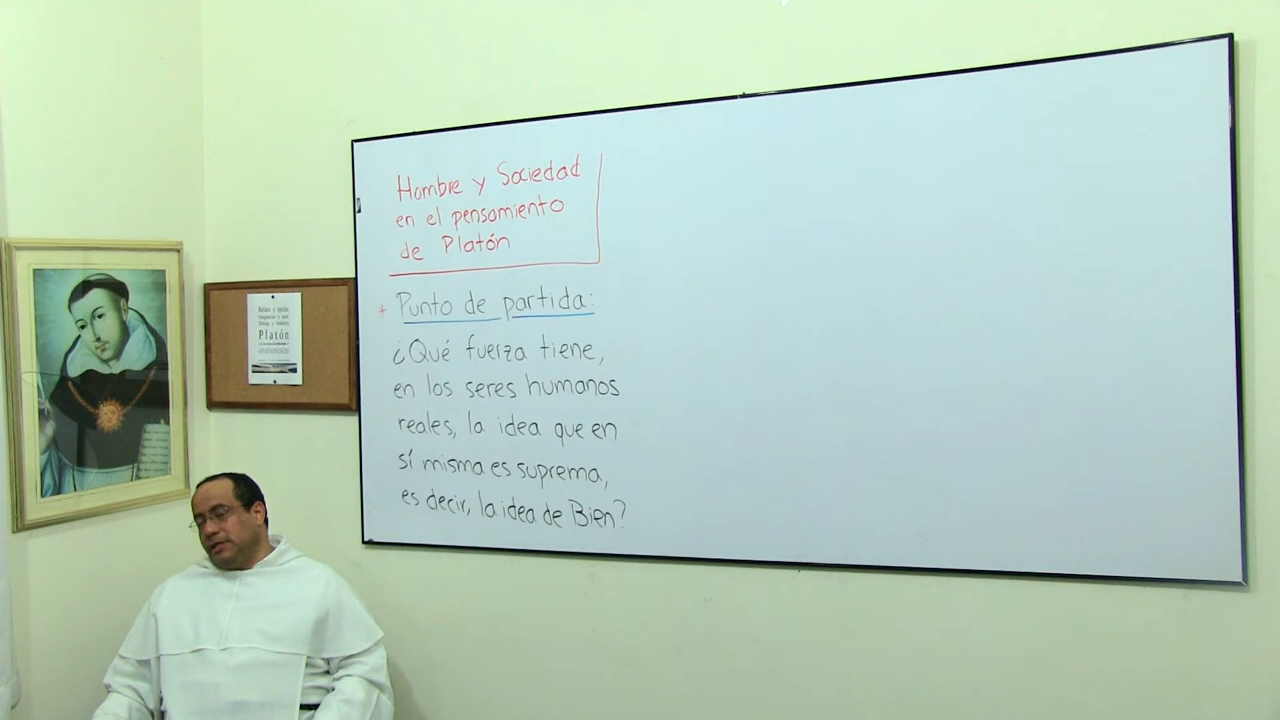 Hombre y Sociedad
en el pensamiento
de Platón
* Punto de partida:
¿Qué fuerza tiene,
en los seres humanos
reales, la idea que en
sí misma es suprema,
es decir, la idea de Bien?
Platón